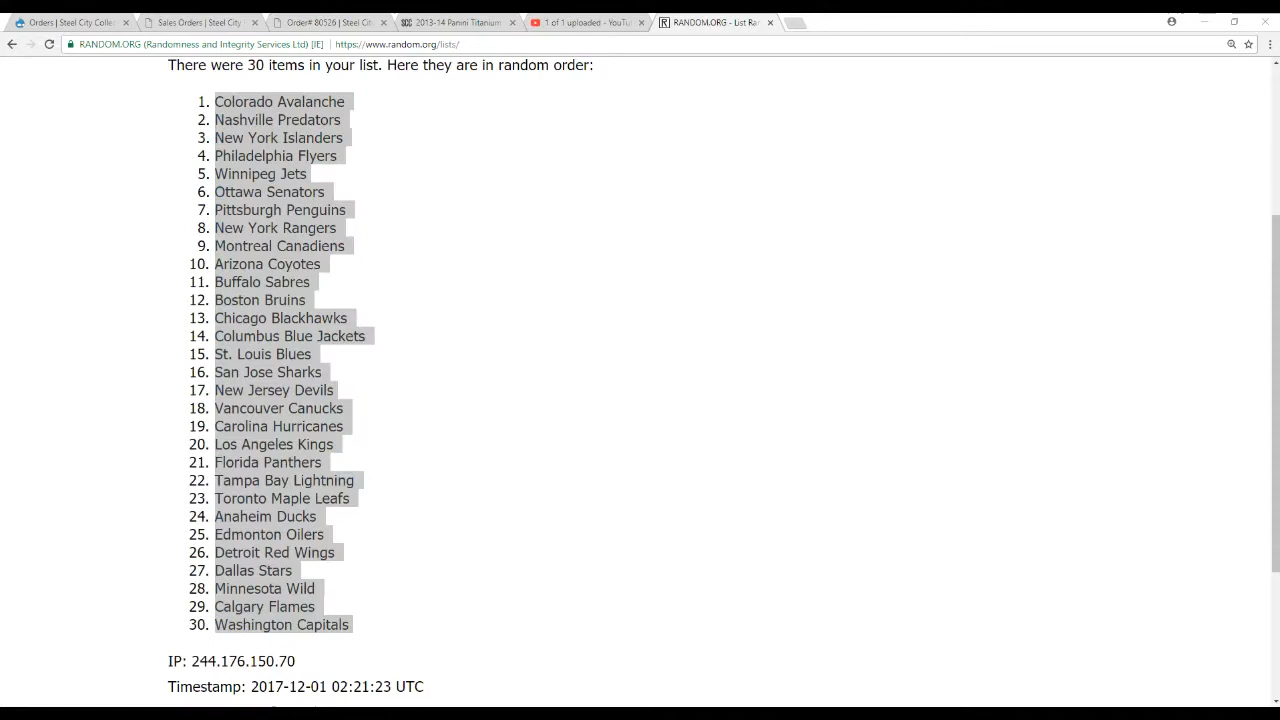 Orders | Steel City Collec
Sales Orders | Steel City
Order# 80526 | Steel Cit
2013-14 Panini Titanium
1 of 1 uploaded - YouTu
RANDOM.ORG - List Ra
RANDOM.ORG (Randomness and Integrity Services Ltd) [IE]
https://www.random.org/lists/
There were 30 items in your list. Here they are in random order:
1. Colorado Avalanche
2. Nashville Predators
3. New York Islanders
4. Philadelphia Flyers
5. Winnipeg Jets
6. Ottawa Senators
7. Pittsburgh Penguins
8. New York Rangers
9. Montreal Canadiens
10. Arizona Coyotes
11. Buffalo Sabres
12. Boston Bruins
13. Chicago Blackhawks
14. Columbus Blue Jackets
15. St. Louis Blues
16. San Jose Sharks
17. New Jersey Devils
18. Vancouver Canucks
19. Carolina Hurricanes
20. Los Angeles Kings
21. Florida Panthers
22. Tampa Bay Lightning
23. Toronto Maple Leafs
24. Anaheim Ducks
25. Edmonton Oilers
26. Detroit Red Wings
27. Dallas Stars
28. Minnesota Wild
29. Calgary Flames
30. Washington Capitals
IP: 244.176.150.70
Timestamp: 2017-12-01 02:21:23 UTC